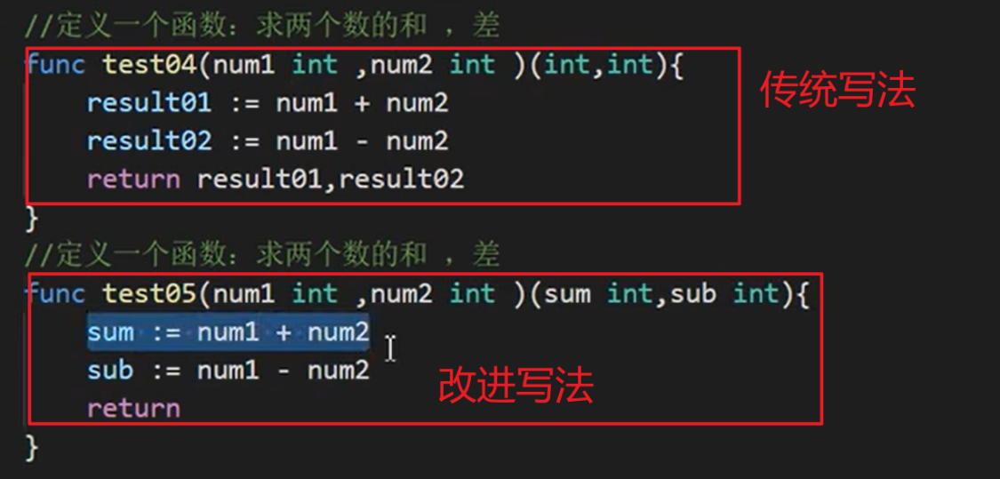 //定义一个函数：求两个数的和 ，差
func test04(num1 int ,num2 int )(int,int){
传统写法
    result01 := num1 + num2
    result02 := num1 - num2
    return result01,result02
}
//定义一个函数：求两个数的和 ，差
func test05(num1 int ,num2 int )(sum int,sub int){
    sum := num1 + num2
    sub := num1 - num2
改进写法
    return
}